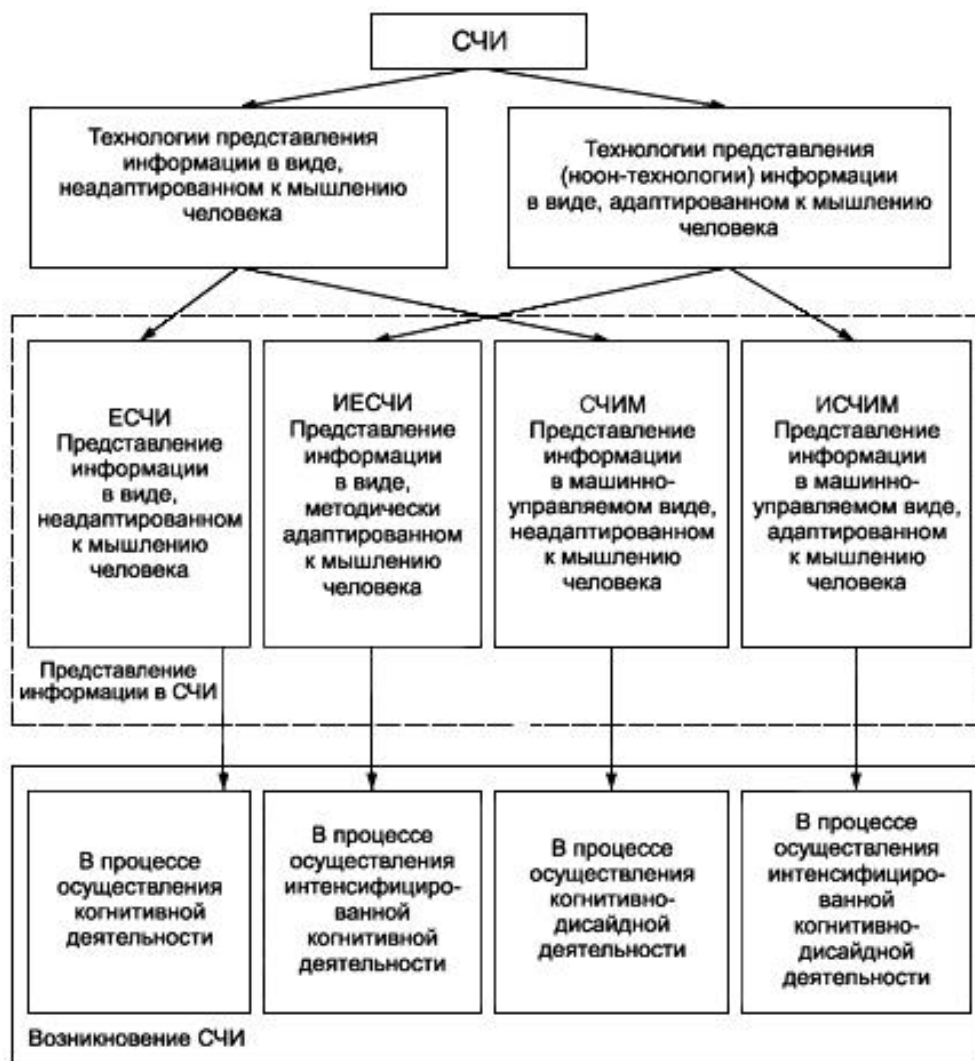 СЧИ
Технологии представления
информации в виде,
неадаптированном к мышлению
человека
Технологии представления
(ноон-технологии) информации
в виде, адаптированном к мышлению
человека
ЕСЧИ
Представление
информации
в виде,
неадаптированном
к мышлению
человека
ИЕСЧИ
Представление
информации
в виде,
методически
адаптированном
к мышлению
человека
СЧИМ
Представление
информации
в машинно-
управляемом виде,
неадаптированном
к мышлению
человека
ИСЧИМ
Представление
информации
в машинно-
управляемом виде,
адаптированном
к мышлению
человека
Представление
информации в СЧИ
В процессе
осуществления
когнитивной
деятельности
В процессе
осуществления
интенсифициро-
ванной
когнитивной
деятельности
В процессе
осуществления
когнитивно-
дисайдной
деятельности
В процессе
осуществления
интенсифициро-
ванной
когнитивно-
дисайдной
деятельности
Возникновение СЧИ